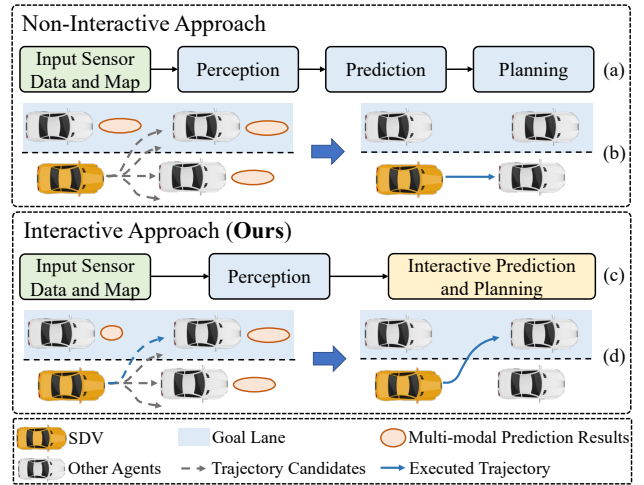 Non-Interactive Approach
Input Sensor
Data and Map
Perception
Prediction
Planning
(a)
(b)
Interactive Approach (Ours)
Input Sensor
Data and Map
Perception
Interactive Prediction
and Planning
(c)
(d)
SDV
Goal Lane
Multi-modal Prediction Results
Other Agents
Trajectory Candidates
Executed Trajectory